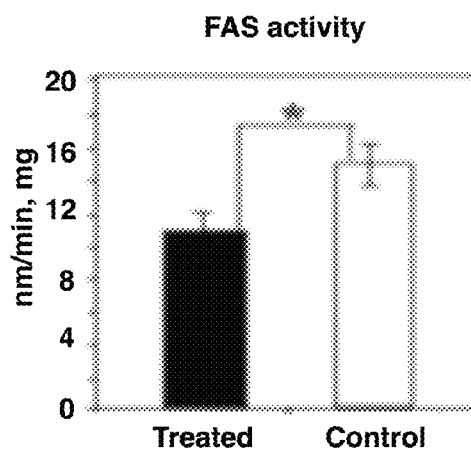 FAS activity
20
16
12
8
4
0
nm/min, mg
*
Treated
Control